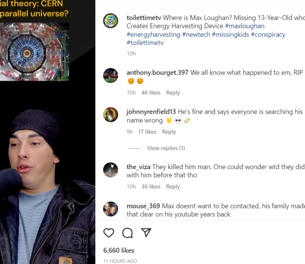 ial theory: CERN
parallel universe?
toilettimetv Where is Max Loughan? Missing 13-Year-Old who
Creates Energy Harvesting Device 🛸 #maxloughan
#energyharvesting #newtech #missingkids #conspiracy
#toilettimetv
10h
anthony.bourget.397 We all know what happened to em, RIP
10h 46 likes Reply
johnnyrenfield13 He's fine and says everyone is searching his
name wrong
9h 17 likes Reply
View replies (1)
the_viza They killed him man. One could wonder wtd they did
with him before that tho
10h 36 likes Reply
mouse_369 Max doesnt want to be contacted, his family made
that clear on his youtube years back
6,660 likes
11 HOURS AGO